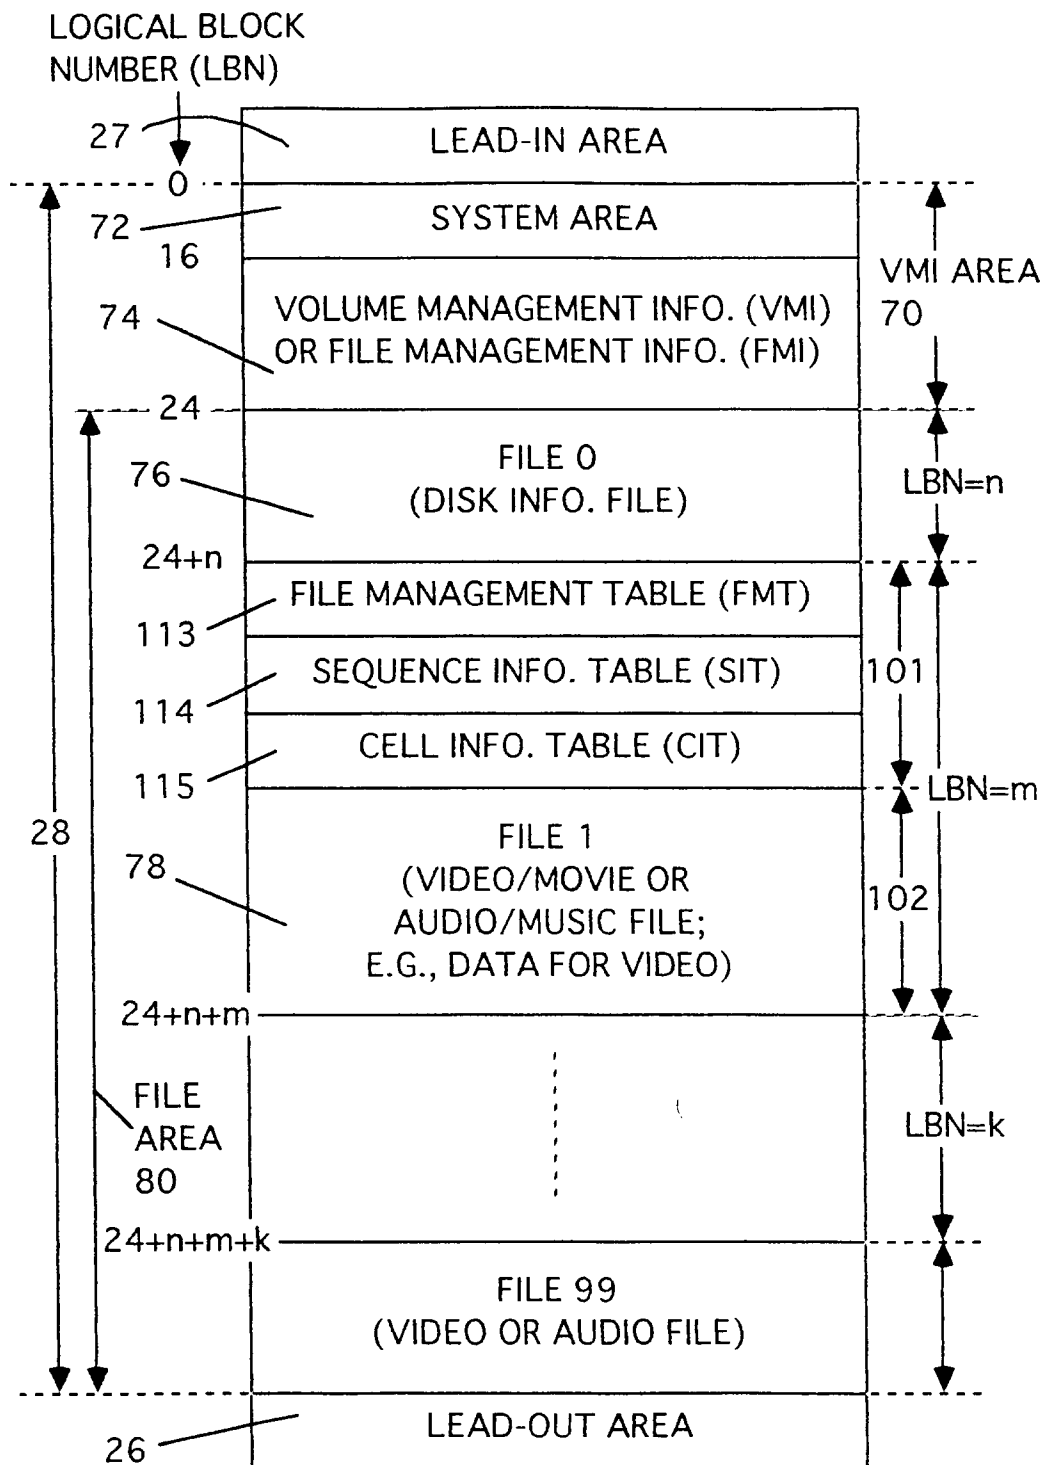 LOGICAL BLOCK
NUMBER (LBN)
27
LEAD-IN AREA
0
72
SYSTEM AREA
16
VMI AREA
70
74
VOLUME MANAGEMENT INFO. (VMI)
OR FILE MANAGEMENT INFO. (FMI)
24
76
FILE 0
(DISK INFO. FILE)
LBN=n
24+n
FILE MANAGEMENT TABLE (FMT)
113
SEQUENCE INFO. TABLE (SIT)
101
114
CELL INFO. TABLE (CIT)
115
LBN=m
28
78
FILE 1
(VIDEO/MOVIE OR
AUDIO/MUSIC FILE;
E.G., DATA FOR VIDEO)
102
24+n+m
FILE
AREA
80
LBN=k
24+n+m+k
FILE 99
(VIDEO OR AUDIO FILE)
LEAD-OUT AREA
26